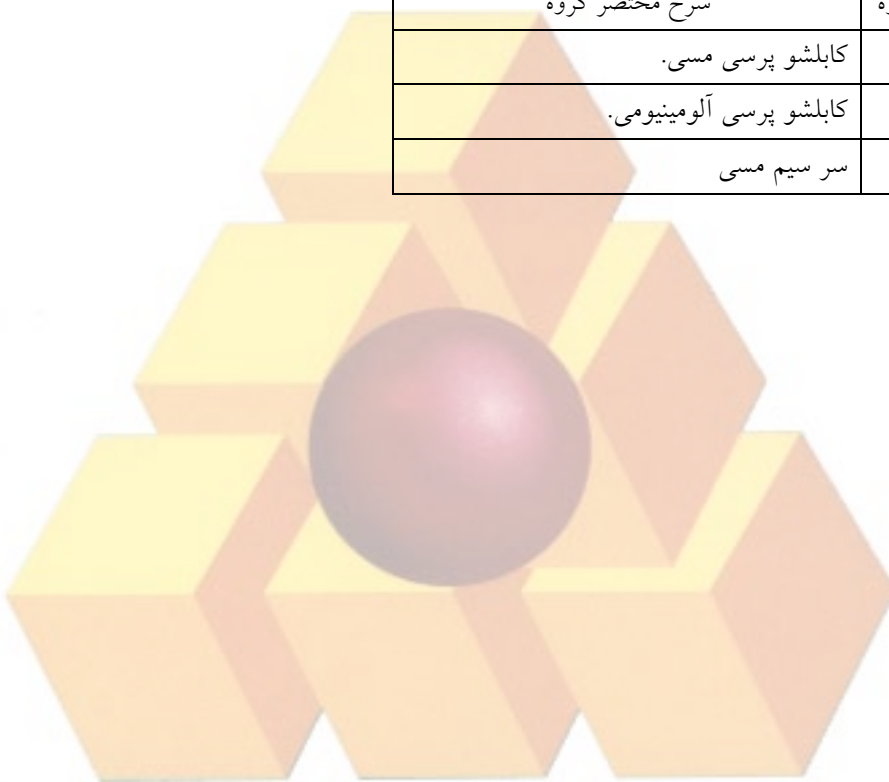 شرح مختصر گروه
کابلشو پرسی مسی.
کابلشو پرسی آلومینیومی.
سر سیم مسی